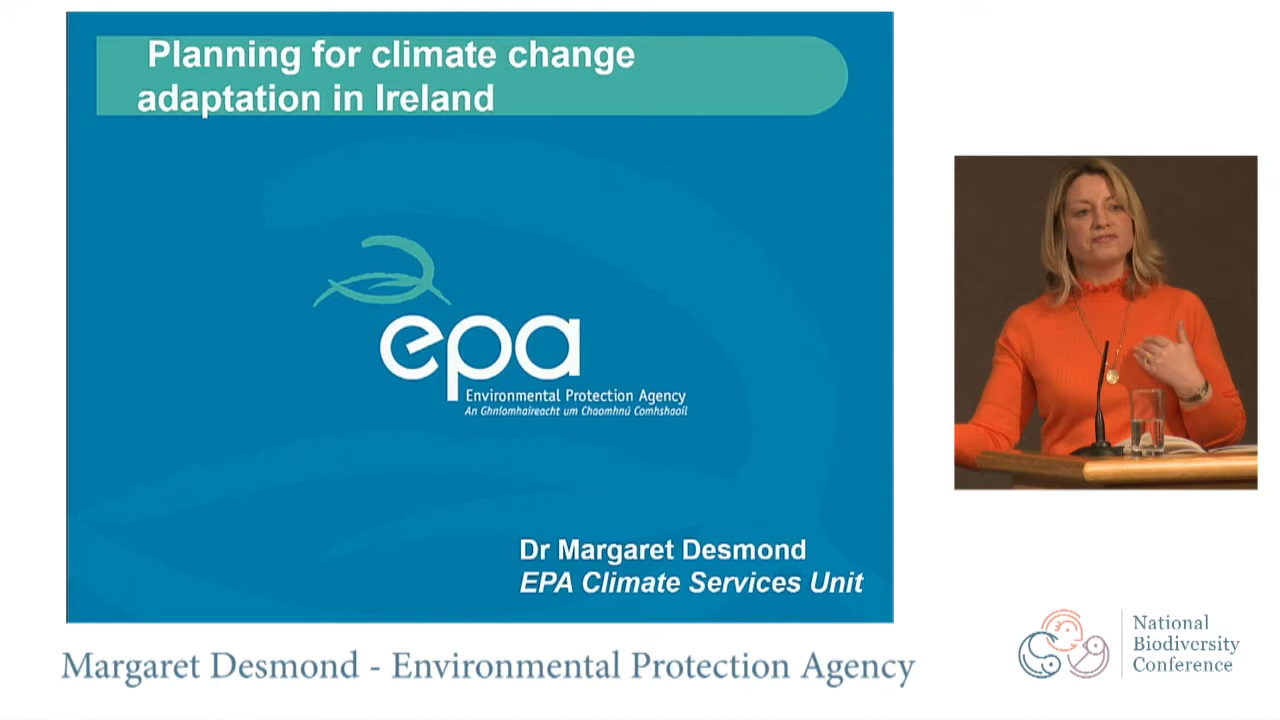 Planning for climate change
adaptation in Ireland
epa
Environmental Protection Agency
An Ghníomhaireacht um Chaomhnú Comhshaoil
Dr Margaret Desmond
EPA Climate Services Unit
Margaret Desmond - Environmental Protection Agency
National
Biodiversity
Conference